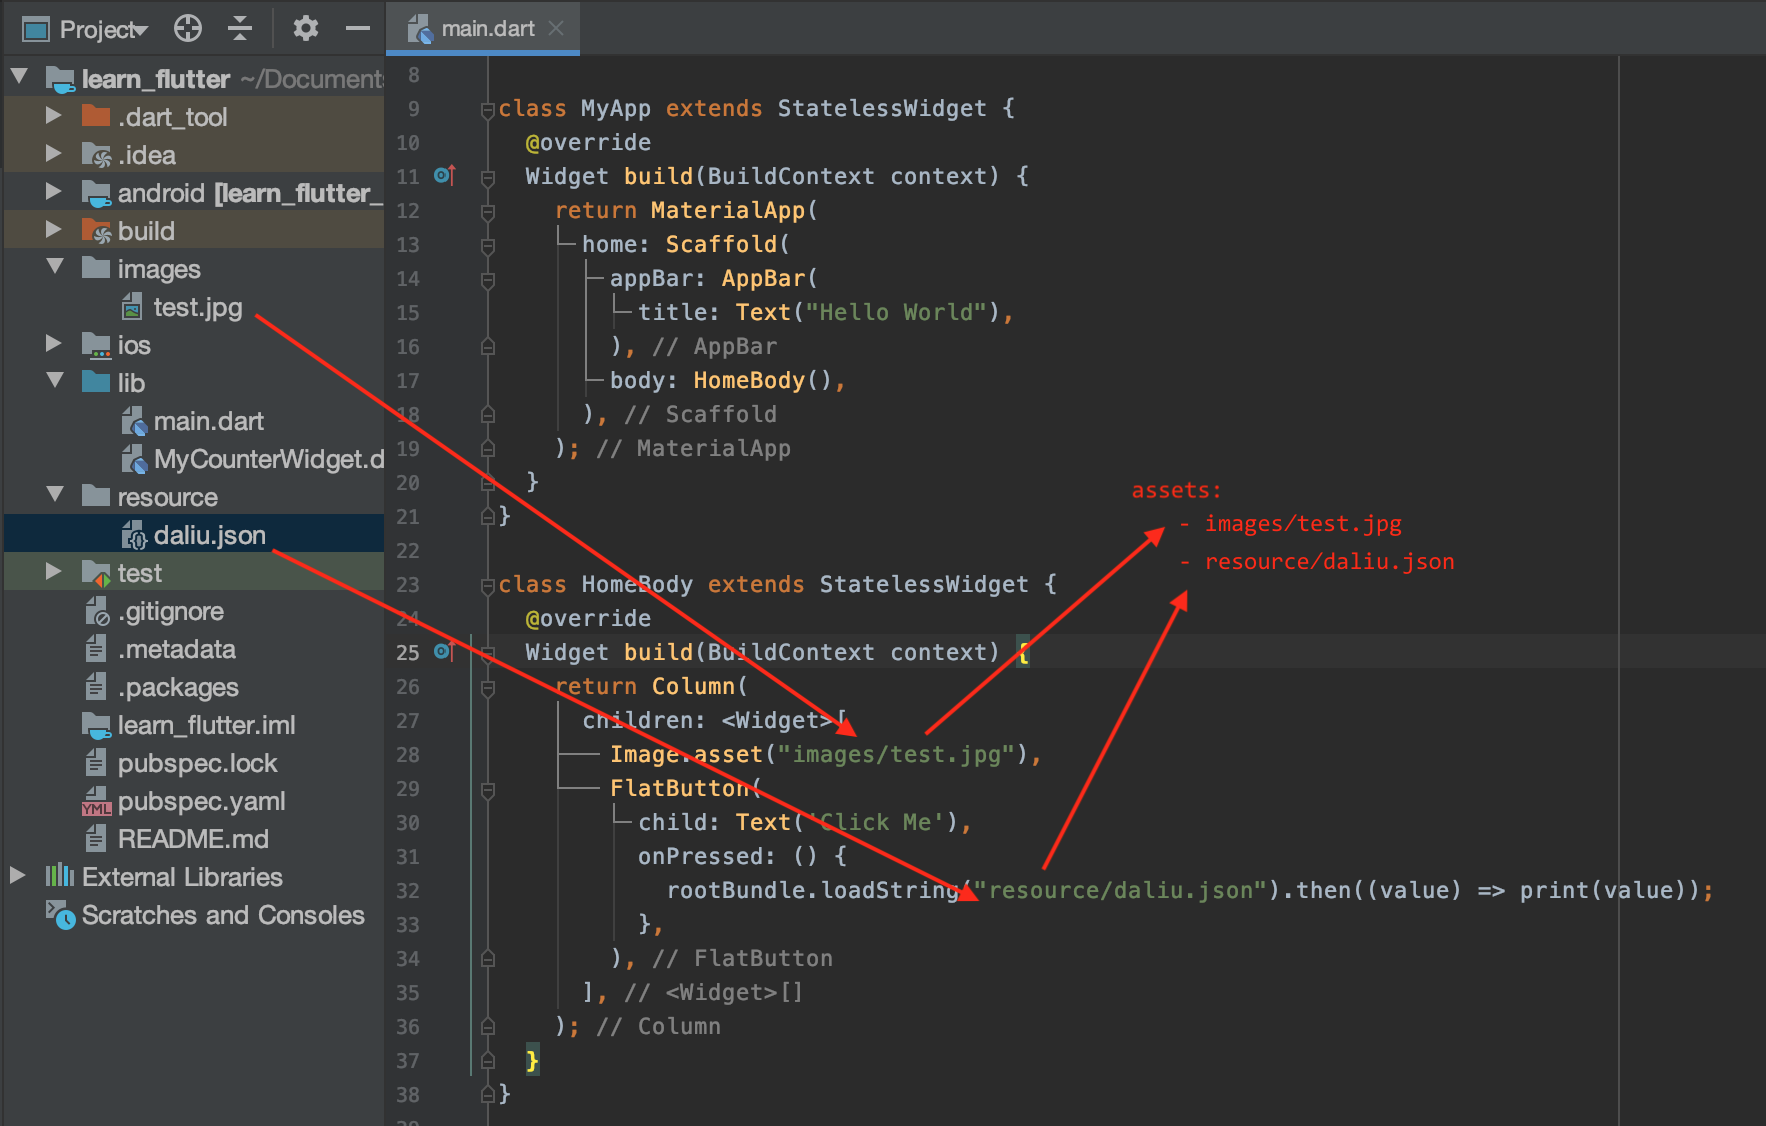 Project
main.dart
learn_flutter ~/Documents
.dart_tool
.idea
android [learn_flutter_
build
images
test.jpg
ios
lib
main.dart
MyCounterWidget.d
resource
daliu.json
test
.gitignore
.metadata
.packages
learn_flutter.iml
pubspec.lock
YML pubspec.yaml
README.md
External Libraries
Scratches and Consoles
8
9 class MyApp extends StatelessWidget {
10 @override
11 Widget build(BuildContext context) {
12 return MaterialApp(
13 home: Scaffold(
14 appBar: AppBar(
15 title: Text("Hello World"),
16 ), // AppBar
17 body: HomeBody(),
18 ), // Scaffold
19 ); // MaterialApp
20 }
21 }
22
23 class HomeBody extends StatelessWidget {
24 @override
25 Widget build(BuildContext context) {
26 return Column(
27 children: <Widget>[
28 Image.asset("images/test.jpg"),
29 FlatButton(
30 child: Text('Click Me'),
31 onPressed: () {
32 rootBundle.loadString("resource/daliu.json").then((value) => print(value));
33 },
34 ), // FlatButton
35 ], // <Widget>[]
36 ); // Column
37 }
38 }
39
assets:
- images/test.jpg
- resource/daliu.json